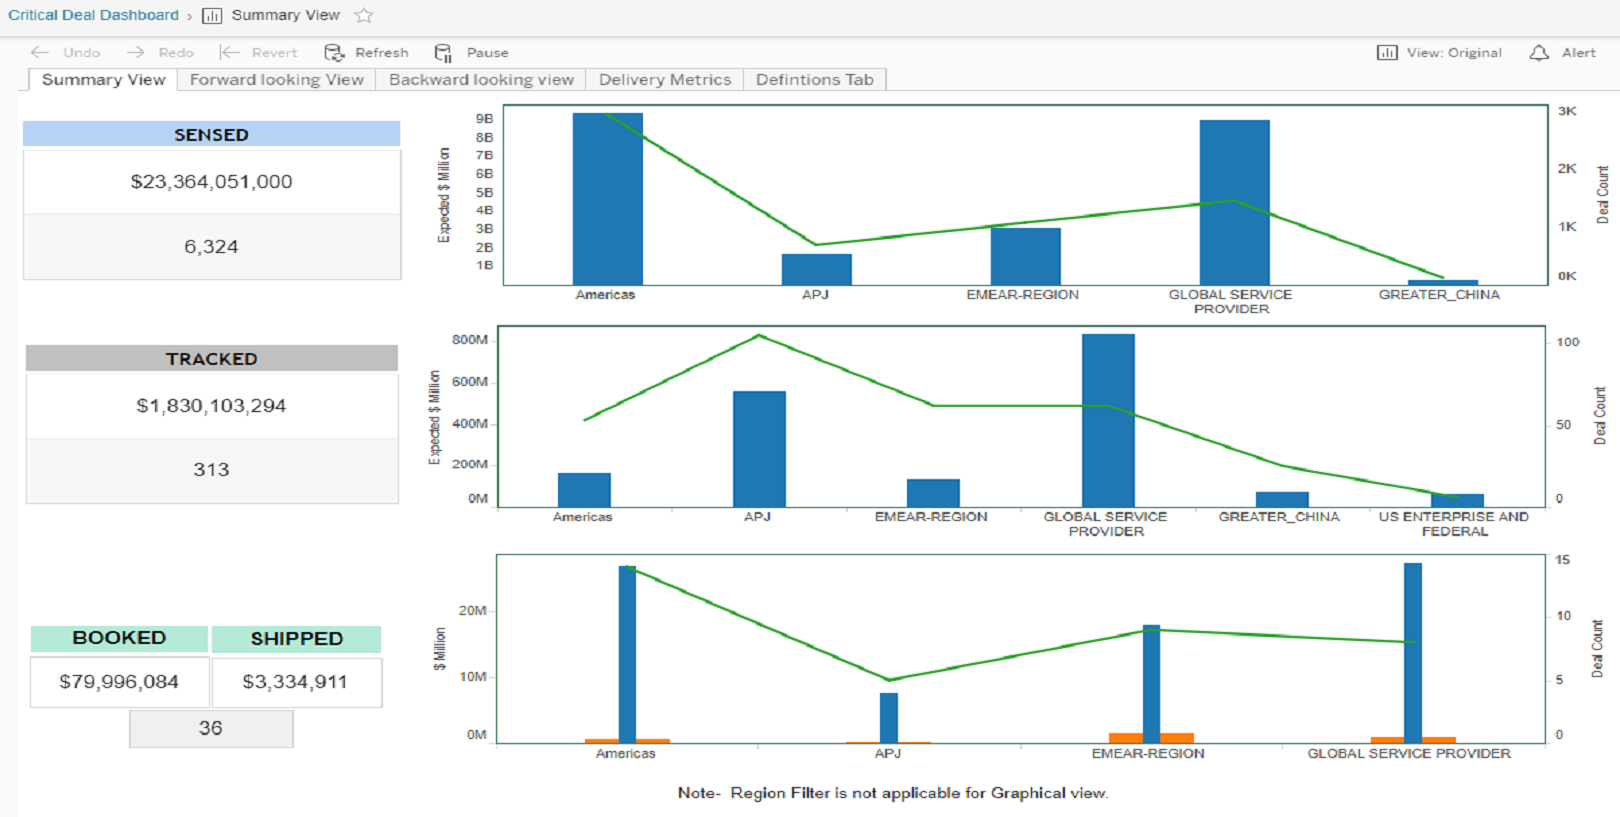 Critical Deal Dashboard › Summary View
Undo Redo Revert Refresh Pause View: Original Alert
Summary View Forward looking View Backward looking view Delivery Metrics Defintions Tab
SENSED
$23,364,051,000
6,324
Expected $ Million
9B
8B
7B
6B
5B
4B
3B
2B
1B
3K
2K
1K
0K
Deal Count
Americas APJ EMEAR-REGION GLOBAL SERVICE GREATER_CHINA
PROVIDER
TRACKED
$1,830,103,294
313
Expected $ Million
800M
600M
400M
200M
0M
100
50
0
Deal Count
Americas APJ EMEAR-REGION GLOBAL SERVICE GREATER_CHINA US ENTERPRISE AND
PROVIDER FEDERAL
BOOKED SHIPPED
$79,996,084 $3,334,911
36
$ Million
20M
10M
0M
15
10
5
0
Deal Count
Americas APJ EMEAR-REGION GLOBAL SERVICE PROVIDER
Note- Region Filter is not applicable for Graphical view.